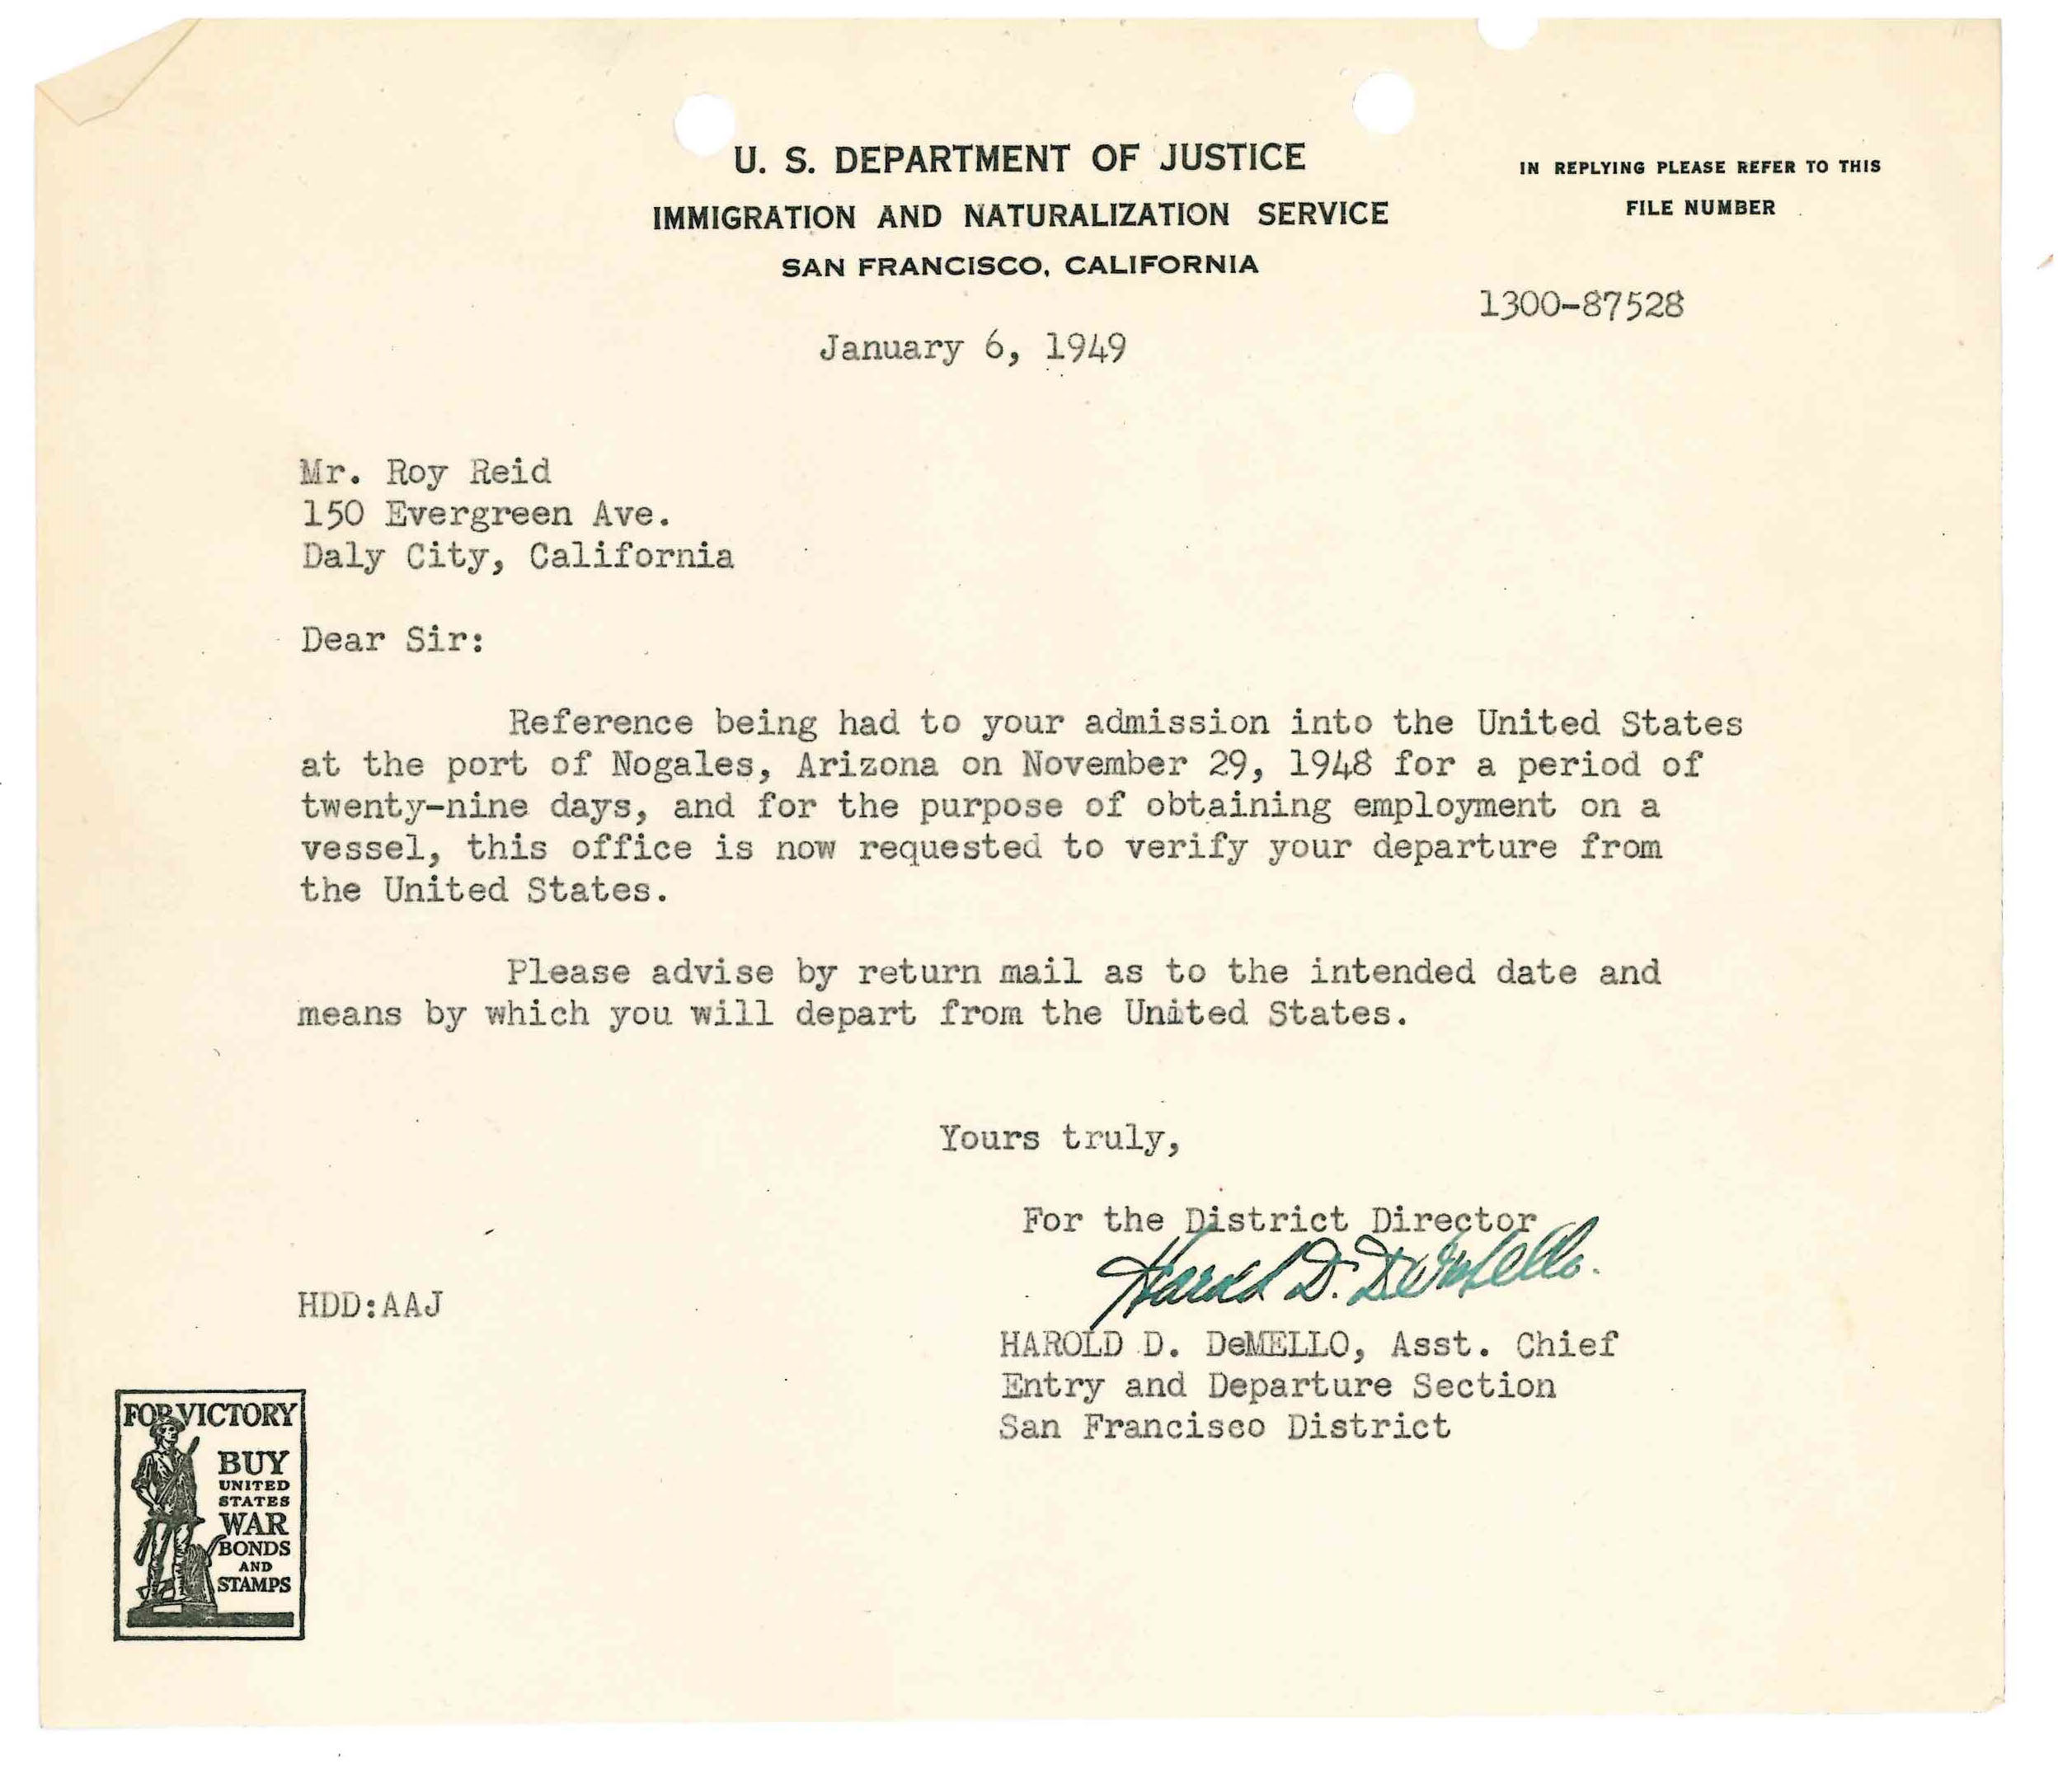 U. S. DEPARTMENT OF JUSTICE
IMMIGRATION AND NATURALIZATION SERVICE
SAN FRANCISCO, CALIFORNIA
IN REPLYING PLEASE REFER TO THIS
FILE NUMBER
1300-87528
January 6, 1949
Mr. Roy Reid
150 Evergreen Ave.
Daly City, California
Dear Sir:
Reference being had to your admission into the United States
at the port of Nogales, Arizona on November 29, 1948 for a period of
twenty-nine days, and for the purpose of obtaining employment on a
vessel, this office is now requested to verify your departure from
the United States.
Please advise by return mail as to the intended date and
means by which you will depart from the United States.
Yours truly,
For the District Director
Harold D. DeMello.
HDD:AAJ
HAROLD D. DeMELLO, Asst. Chief
Entry and Departure Section
San Francisco District
FOR VICTORY
BUY
UNITED
STATES
WAR
BONDS
AND
STAMPS